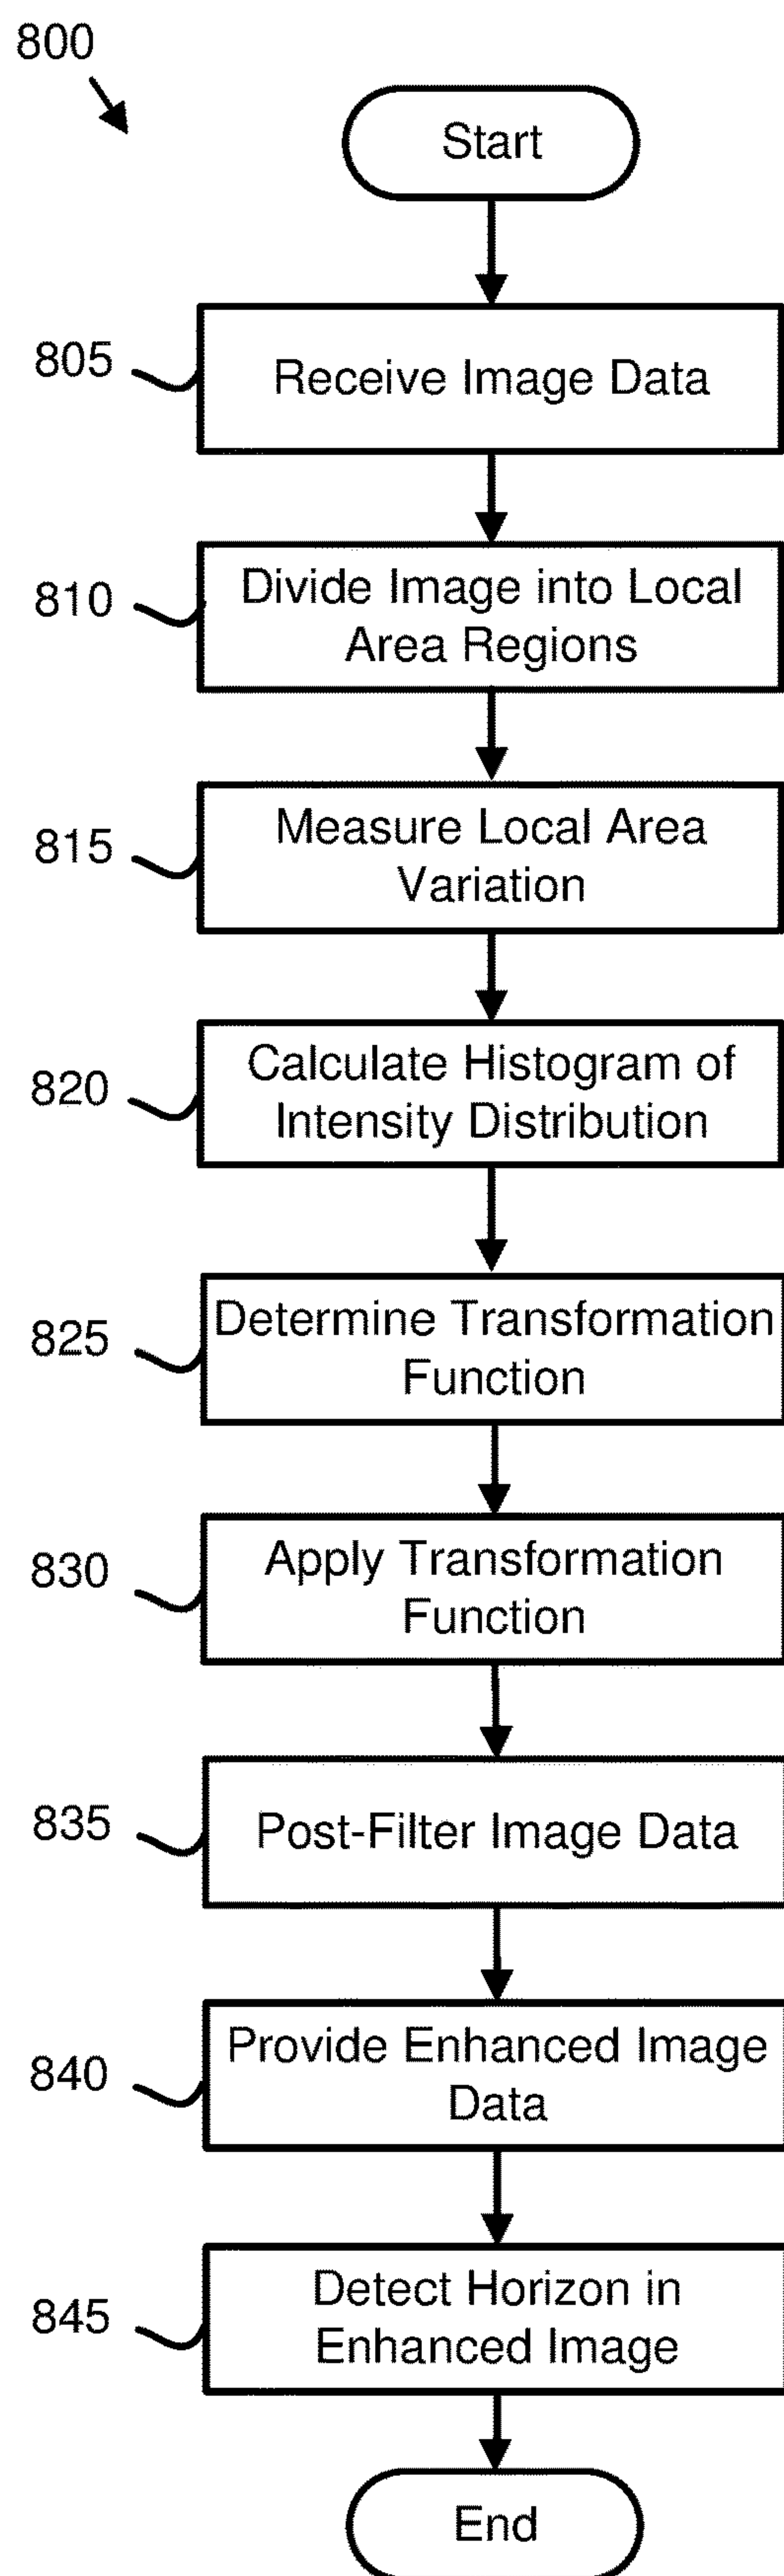 800
Start
805
Receive Image Data
810
Divide Image into Local
Area Regions
815
Measure Local Area
Variation
820
Calculate Histogram of
Intensity Distribution
825
Determine Transformation
Function
830
Apply Transformation
Function
835
Post-Filter Image Data
840
Provide Enhanced Image
Data
845
Detect Horizon in
Enhanced Image
End